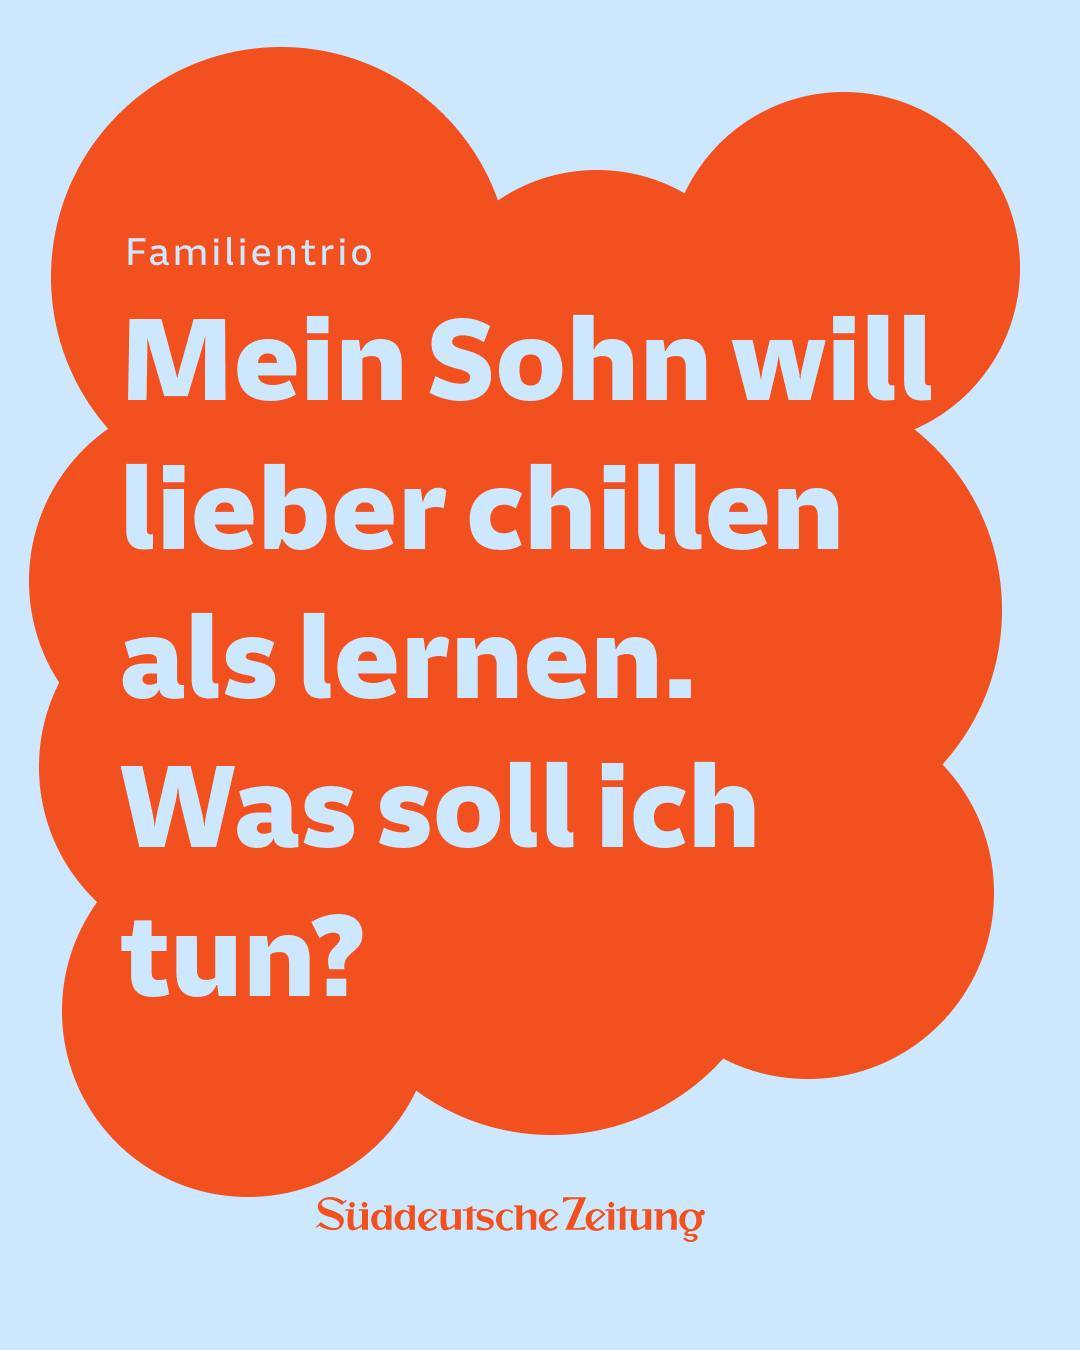 Familientrio
Mein Sohn will
lieber chillen
als lernen.
Was soll ich
tun?
Süddeutsche Zeitung